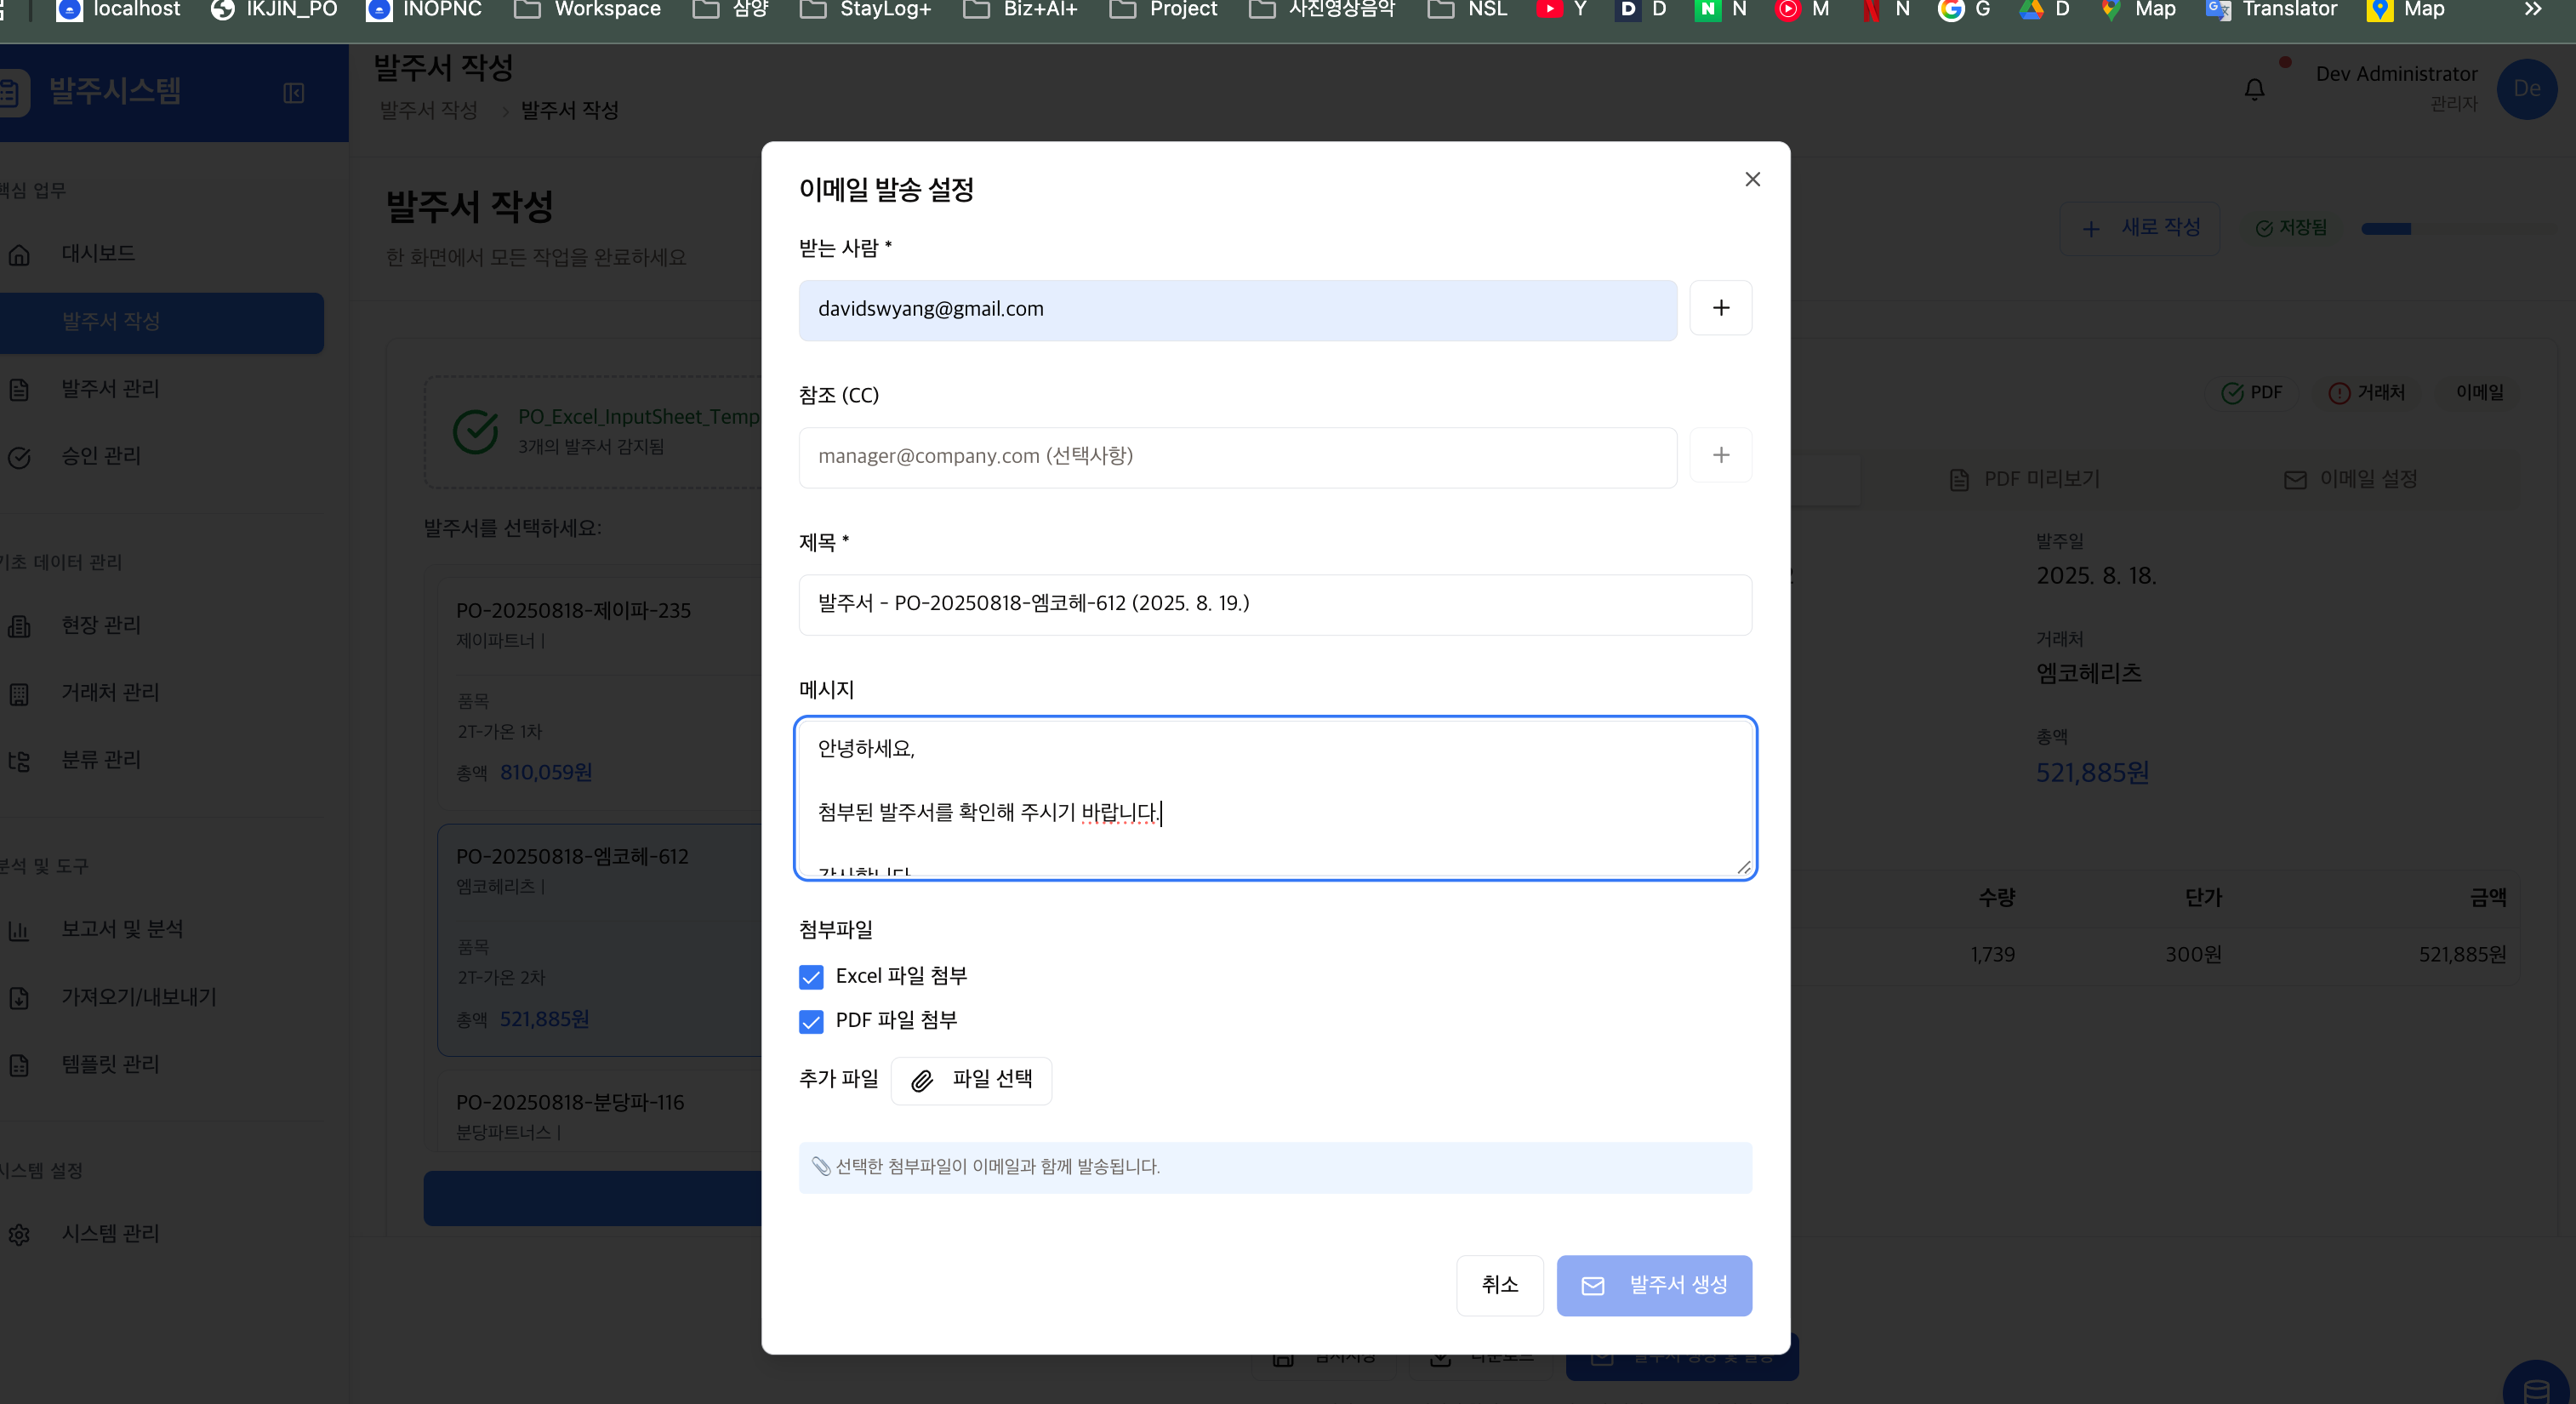 localhost IKJIN_PO INOPNC Workspace 삼양 StayLog+ Biz+AI+ Project 사진영상음악 NSL Y D N M N G D Map Translator Map
발주시스템
발주서 작성
발주서 작성 > 발주서 작성
Dev Administrator
관리자
De
핵심 업무
대시보드
발주서 작성
발주서 관리
승인 관리
기초 데이터 관리
현장 관리
거래처 관리
분류 관리
분석 및 도구
보고서 및 분석
가져오기/내보내기
템플릿 관리
시스템 설정
시스템 관리
발주서 작성
한 화면에서 모든 작업을 완료하세요
새로 작성
저장됨
PO_Excel_InputSheet_Temp
3개의 발주서 감지됨
발주서를 선택하세요:
PO-20250818-제이파-235
제이파트너 |
품목
2T-가온 1차
총액 810,059원
PO-20250818-엠코헤-612
엠코헤리츠 |
품목
2T-가온 2차
총액 521,885원
PO-20250818-분당파-116
분당파트너스 |
PDF
거래처
이메일
PDF 미리보기
이메일 설정
발주일
2025. 8. 18.
거래처
엠코헤리츠
총액
521,885원
수량 단가 금액
1,739 300원 521,885원
이메일 발송 설정
받는 사람 *
davidswyang@gmail.com
참조 (CC)
manager@company.com (선택사항)
제목 *
발주서 - PO-20250818-엠코헤-612 (2025. 8. 19.)
메시지
안녕하세요,
첨부된 발주서를 확인해 주시기 바랍니다.
감사합니다
첨부파일
Excel 파일 첨부
PDF 파일 첨부
추가 파일 파일 선택
선택한 첨부파일이 이메일과 함께 발송됩니다.
취소
발주서 생성